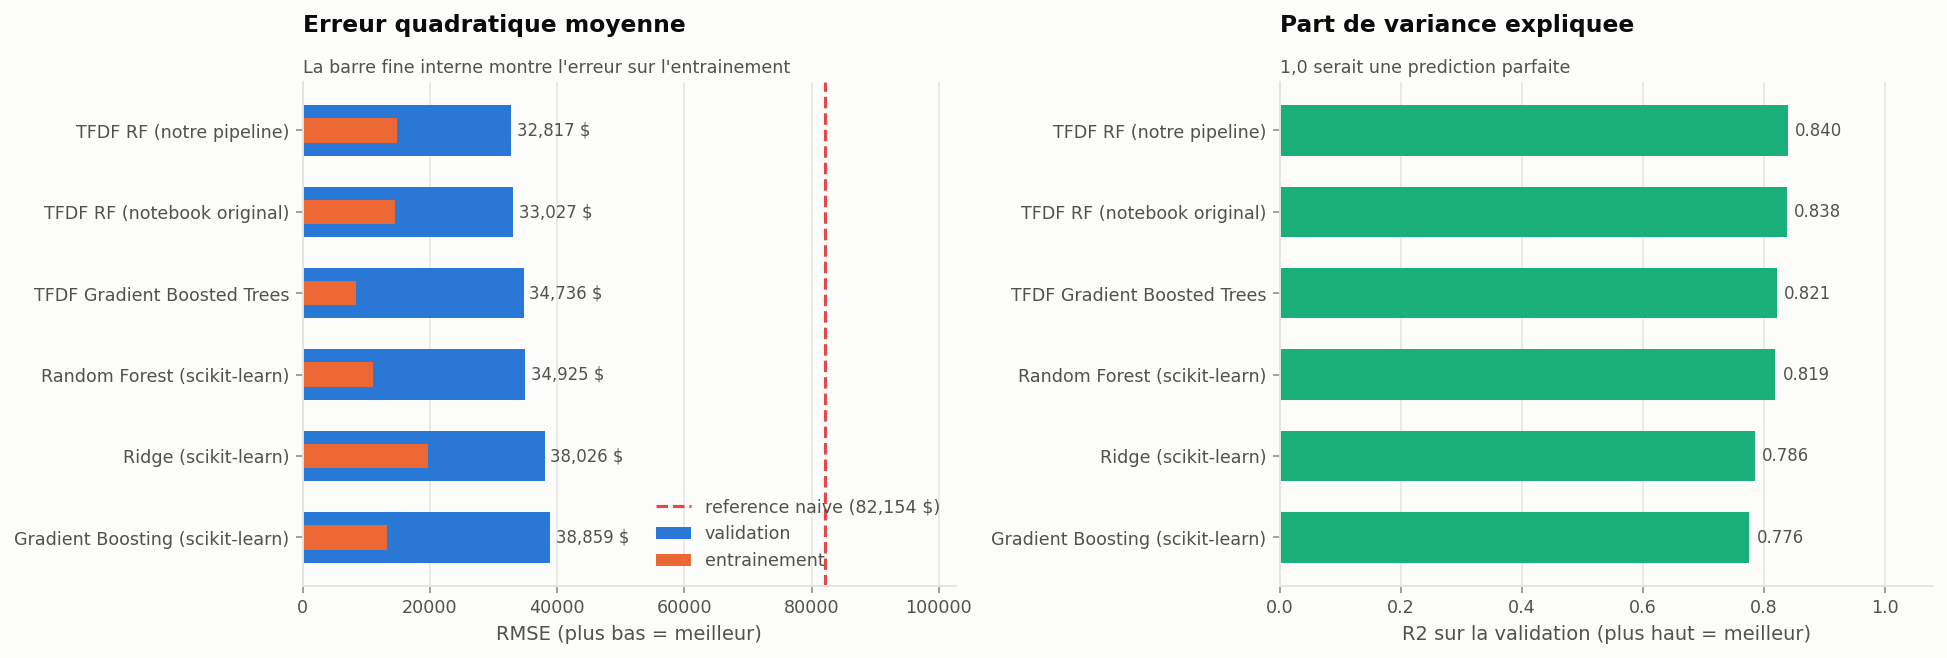 Erreur quadratique moyenne
La barre fine interne montre l'erreur sur l'entrainement
TFDF RF (notre pipeline)
32,817 $
TFDF RF (notebook original)
33,027 $
TFDF Gradient Boosted Trees
34,736 $
Random Forest (scikit-learn)
34,925 $
Ridge (scikit-learn)
38,026 $
Gradient Boosting (scikit-learn)
38,859 $
reference naive (82,154 $)
validation
entrainement
0 20000 40000 60000 80000 100000
RMSE (plus bas = meilleur)
Part de variance expliquee
1,0 serait une prediction parfaite
TFDF RF (notre pipeline)
0.840
TFDF RF (notebook original)
0.838
TFDF Gradient Boosted Trees
0.821
Random Forest (scikit-learn)
0.819
Ridge (scikit-learn)
0.786
Gradient Boosting (scikit-learn)
0.776
0.0 0.2 0.4 0.6 0.8 1.0
R2 sur la validation (plus haut = meilleur)